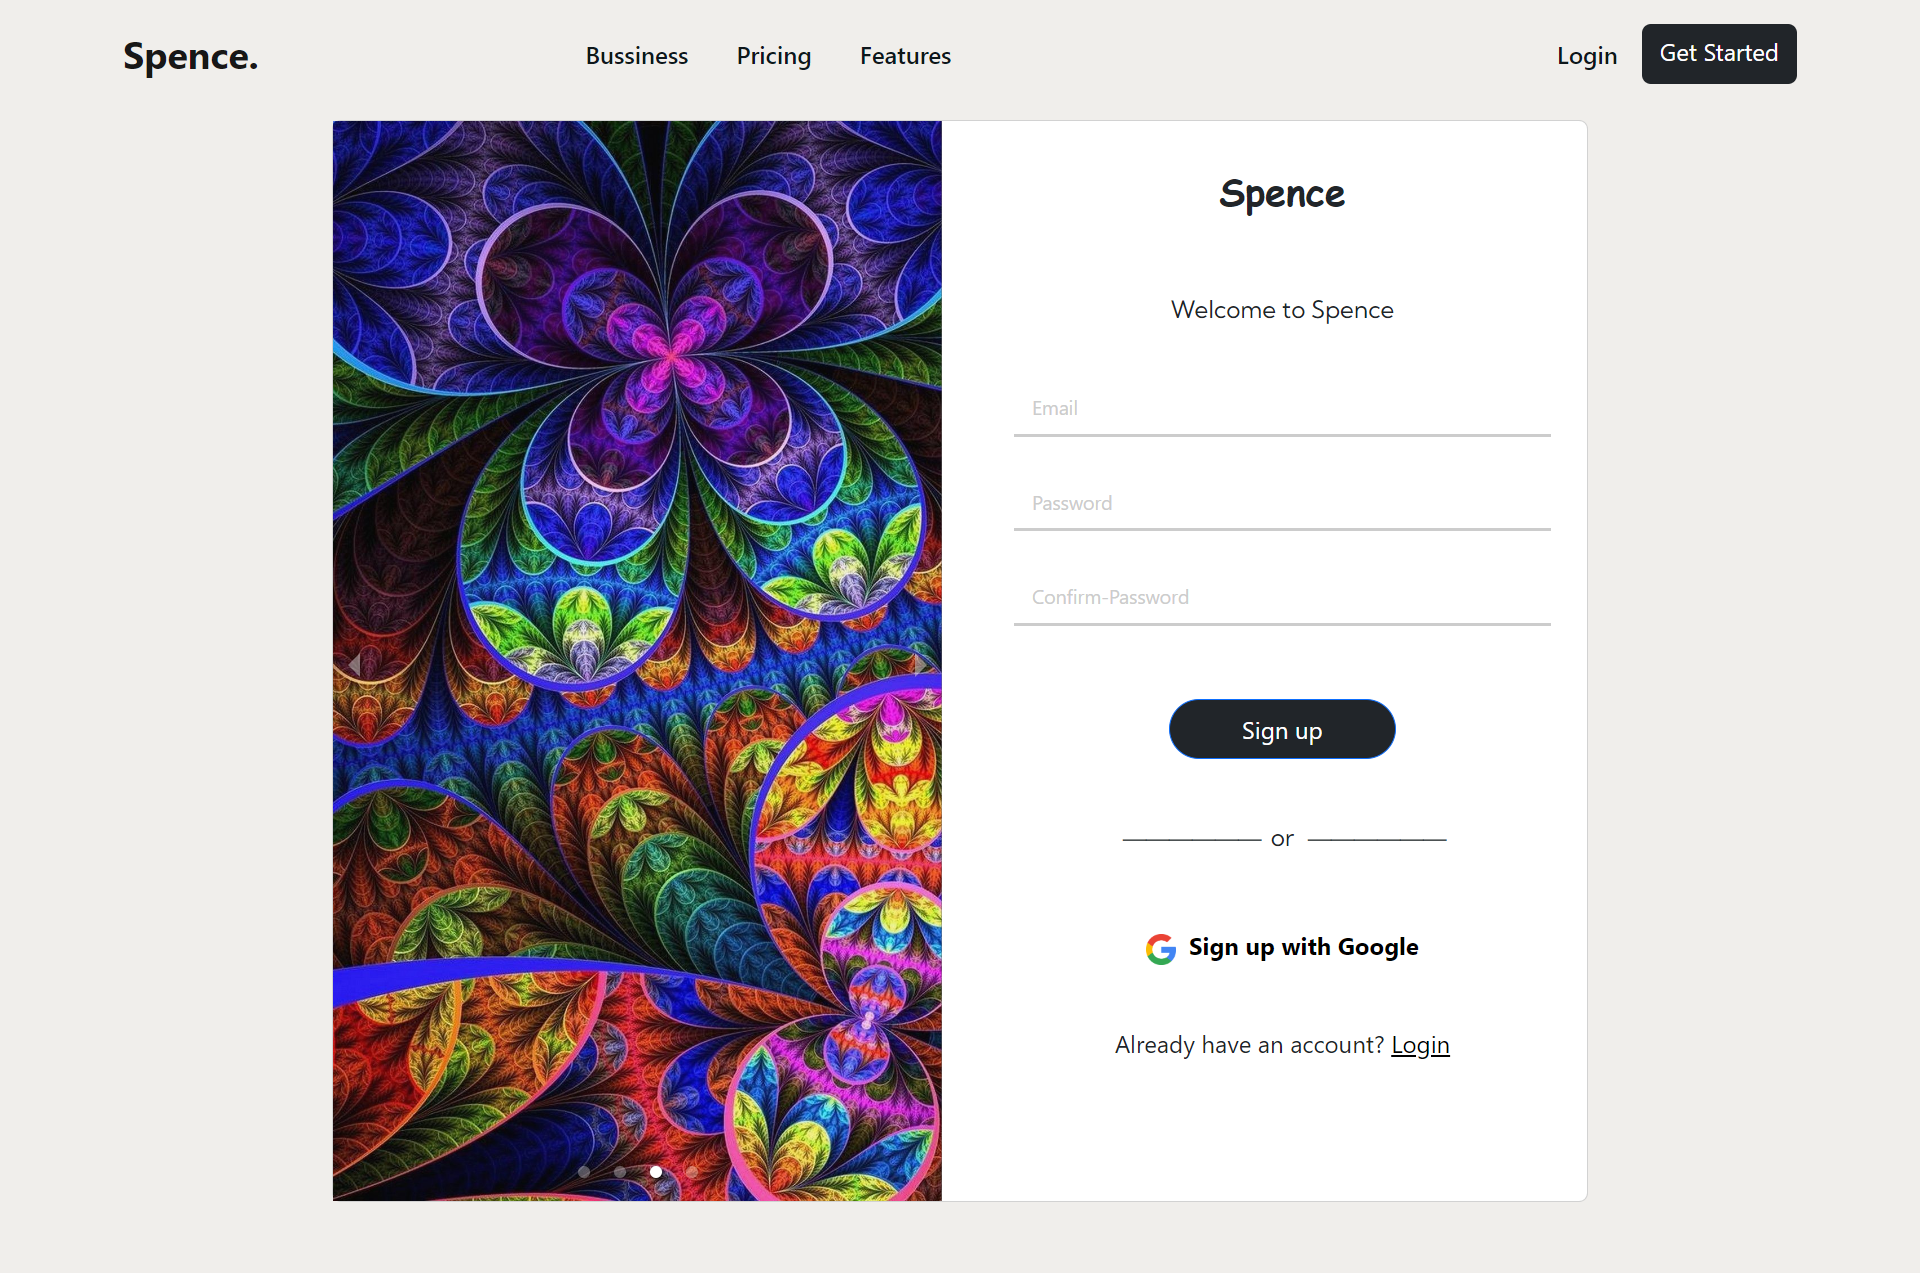 Spence.
Bussiness Pricing Features
Login Get Started
Spence
Welcome to Spence
Email
Password
Confirm-Password
Sign up
or
Sign up with Google
Already have an account? Login